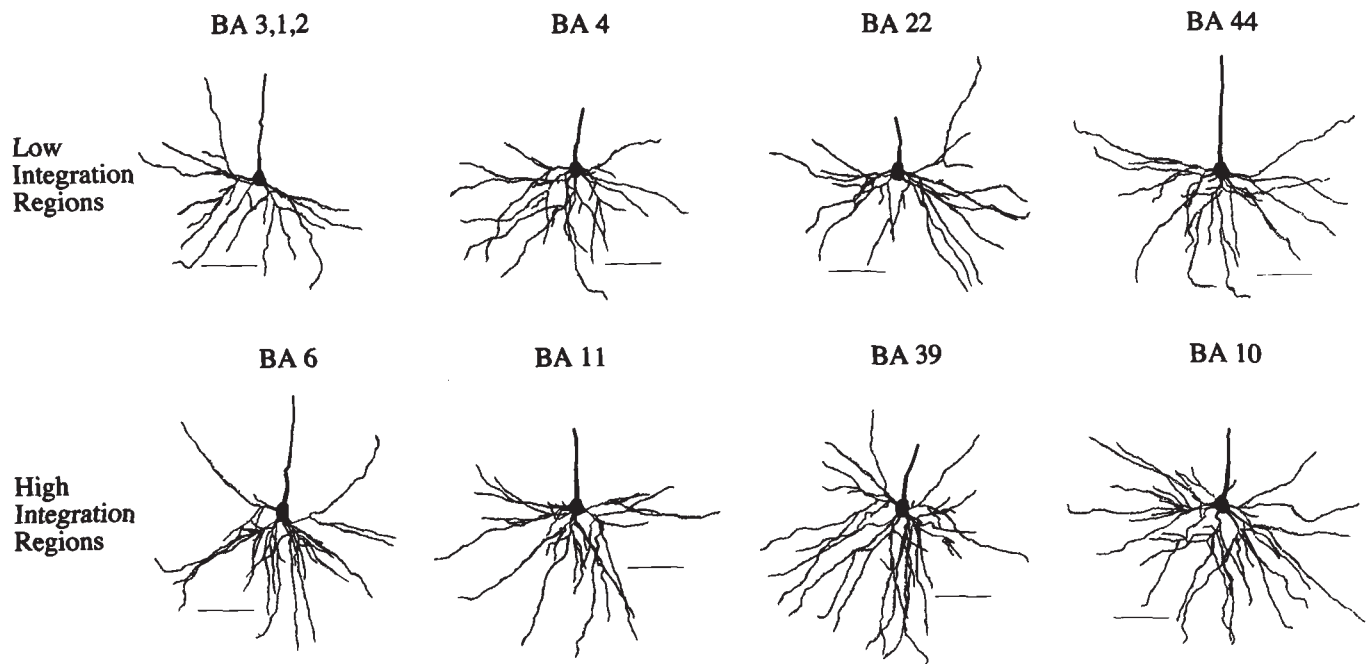 BA 3,1,2
BA 4
BA 22
BA 44
Low
Integration
Regions
BA 6
BA 11
BA 39
BA 10
High
Integration
Regions